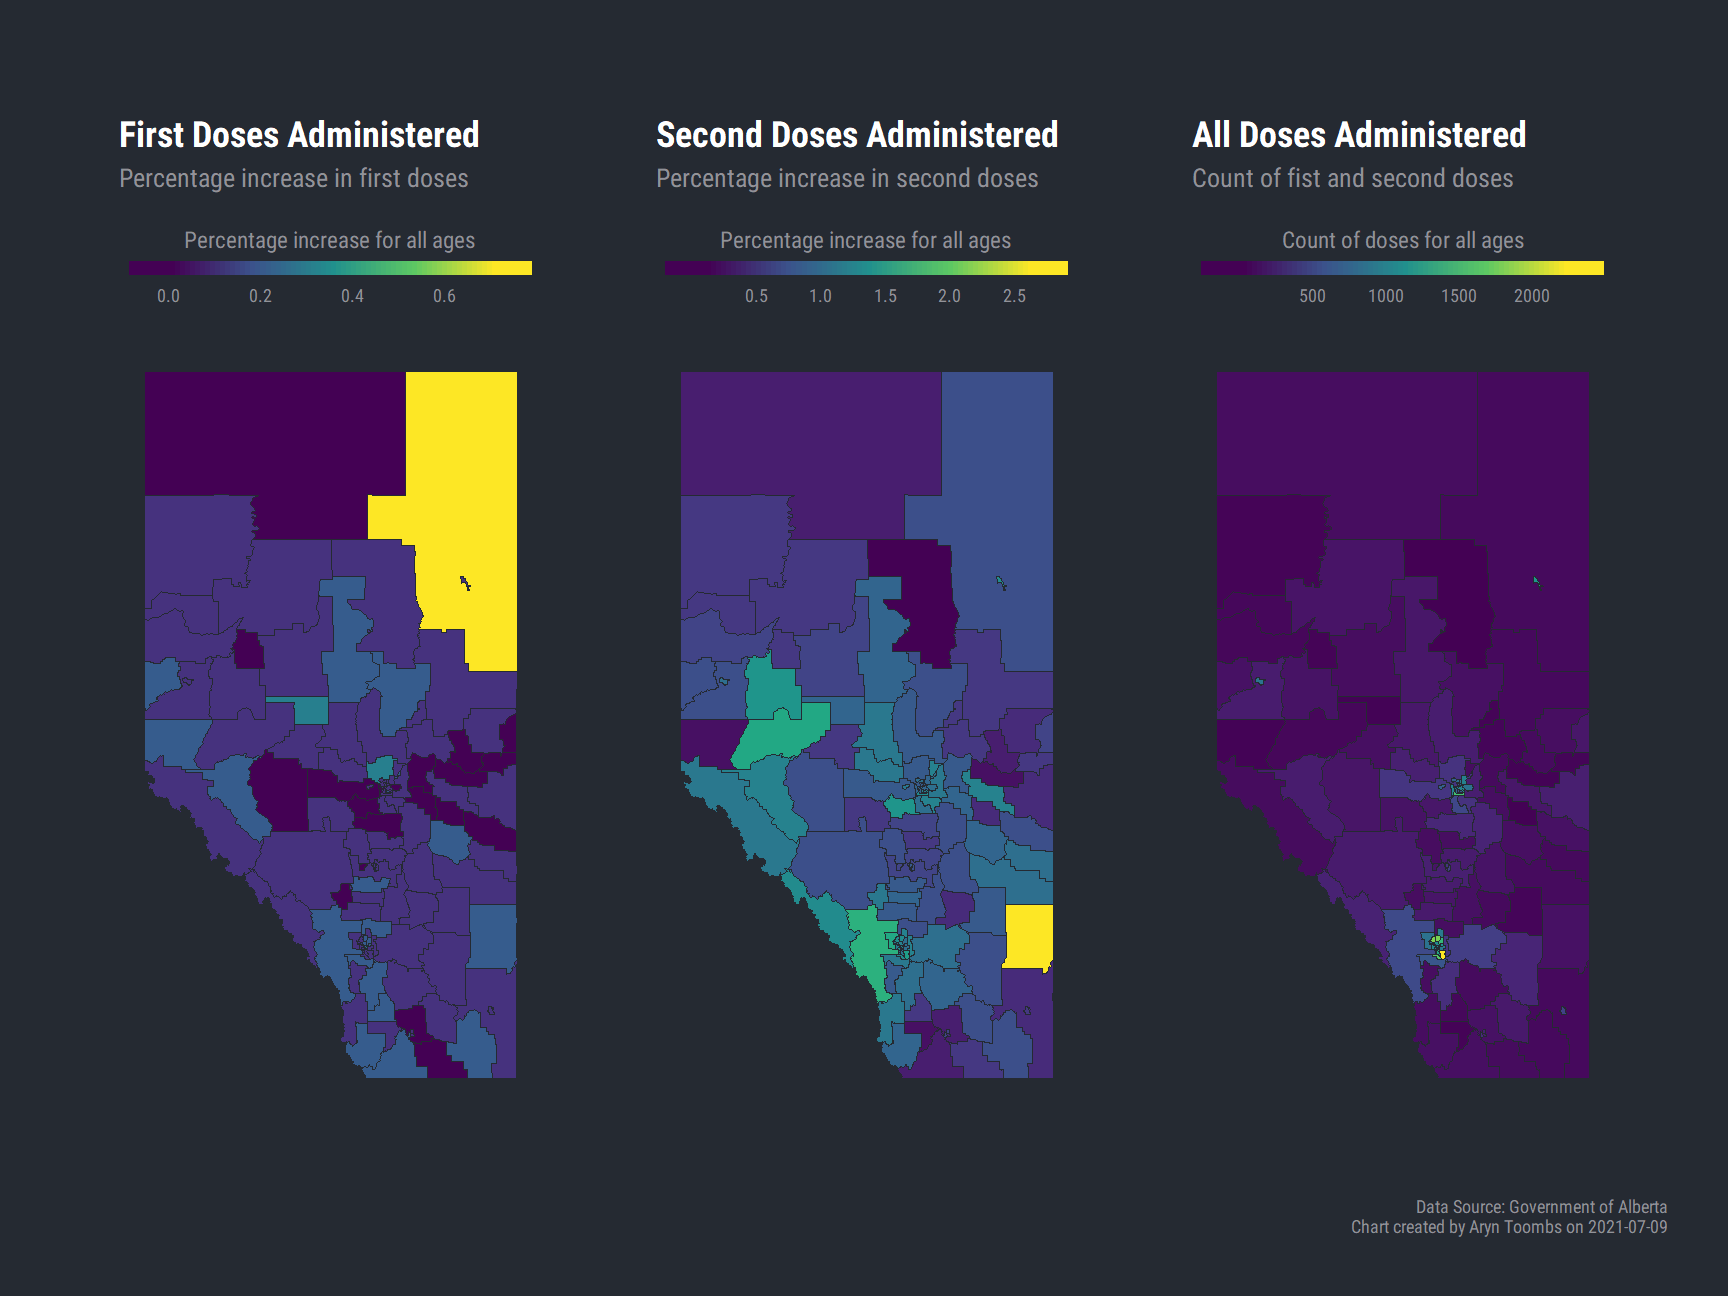 First Doses Administered
Percentage increase in first doses
Percentage increase for all ages
0.0 0.2 0.4 0.6
Second Doses Administered
Percentage increase in second doses
Percentage increase for all ages
0.5 1.0 1.5 2.0 2.5
All Doses Administered
Count of fist and second doses
Count of doses for all ages
500 1000 1500 2000
Data Source: Government of Alberta
Chart created by Aryn Toombs on 2021-07-09